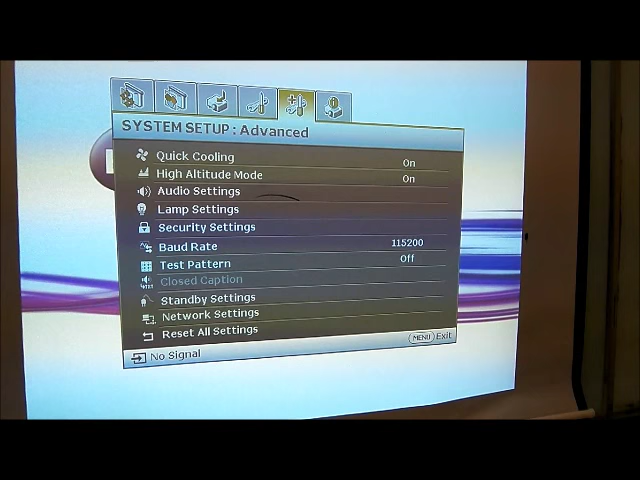 SYSTEM SETUP : Advanced
Quick Cooling On
High Altitude Mode On
Audio Settings
Lamp Settings
Security Settings
Baud Rate 115200
Test Pattern Off
Closed Caption
Standby Settings
Network Settings
Reset All Settings
No Signal MENU Exit